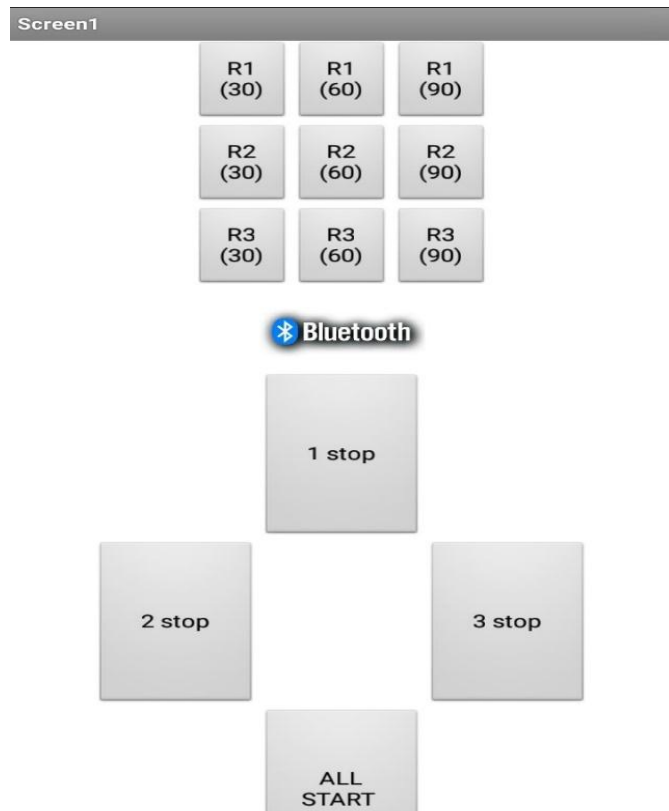 Screen1
R1 R1 R1
(30) (60) (90)
R2 R2 R2
(30) (60) (90)
R3 R3 R3
(30) (60) (90)
Bluetooth
1 stop
2 stop 3 stop
ALL
START